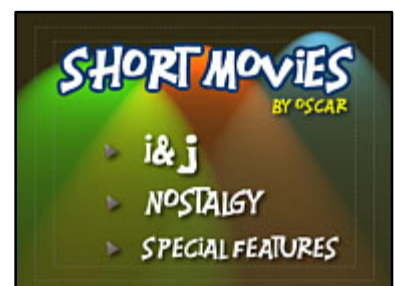 SHORT MOViES
BY OSCAR
i & j
NOSTALGY
SPECiAL FEATURES